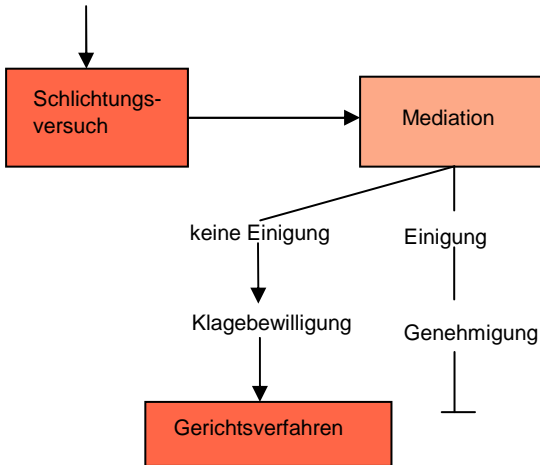 Schlichtungs-
versuch
Mediation
keine Einigung
Einigung
Klagebewilligung
Genehmigung
Gerichtsverfahren